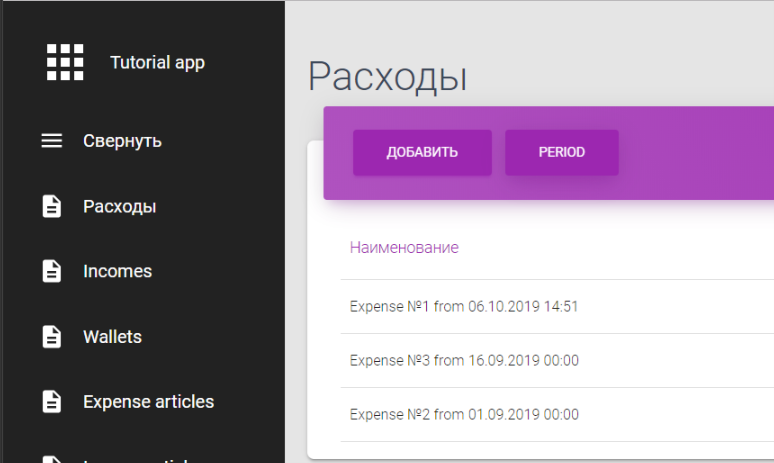 Tutorial app
Свернуть
Расходы
Incomes
Wallets
Expense articles
Расходы
ДОБАВИТЬ
PERIOD
Наименование
Expense №1 from 06.10.2019 14:51
Expense №3 from 16.09.2019 00:00
Expense №2 from 01.09.2019 00:00